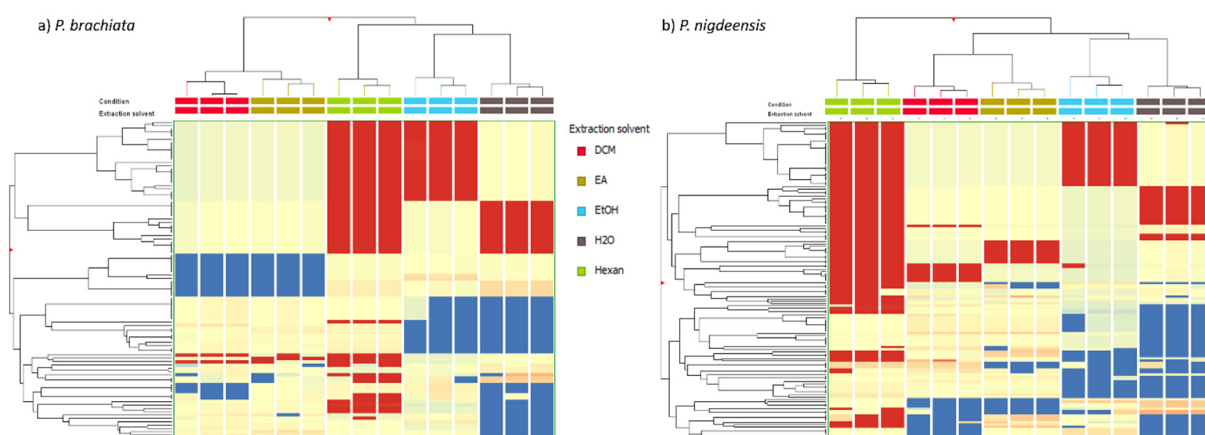 a) P. brachiata
Condition
Extraction solvent
Extraction solvent
DCM
EA
EtOH
H2O
Hexan
b) P. nigdeensis
Condition
Extraction solvent